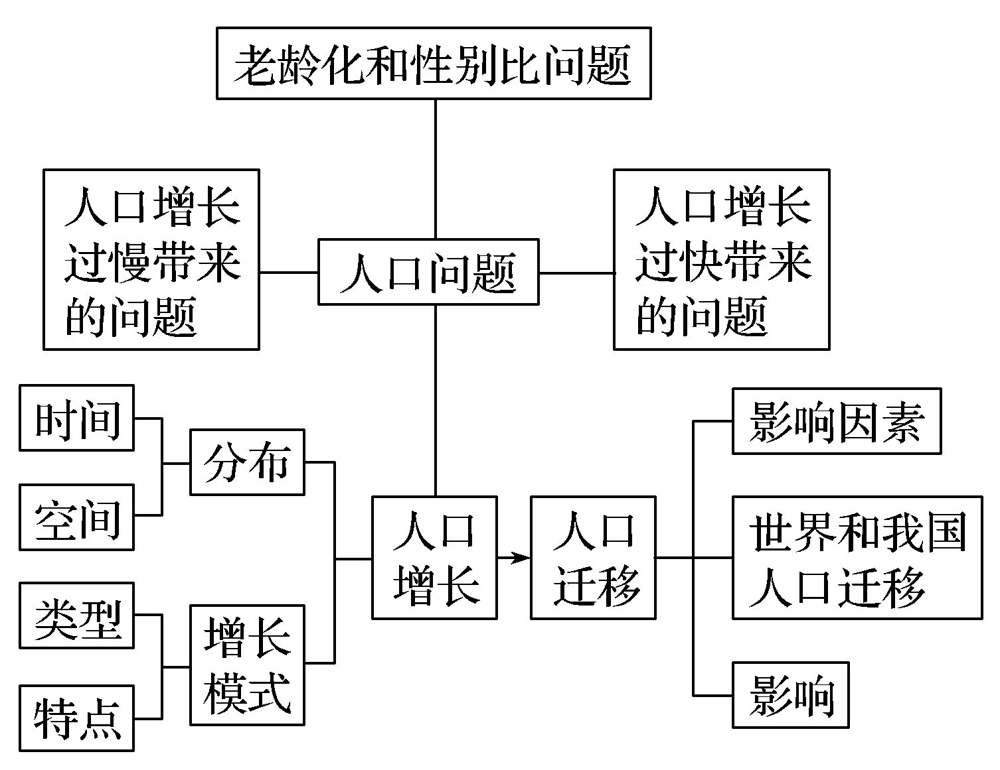 老龄化和性别比问题
人口增长
过慢带来
的问题
人口问题
人口增长
过快带来
的问题
时间
空间
分布
类型
特点
增长
模式
人口
增长
人口
迁移
影响因素
世界和我国
人口迁移
影响